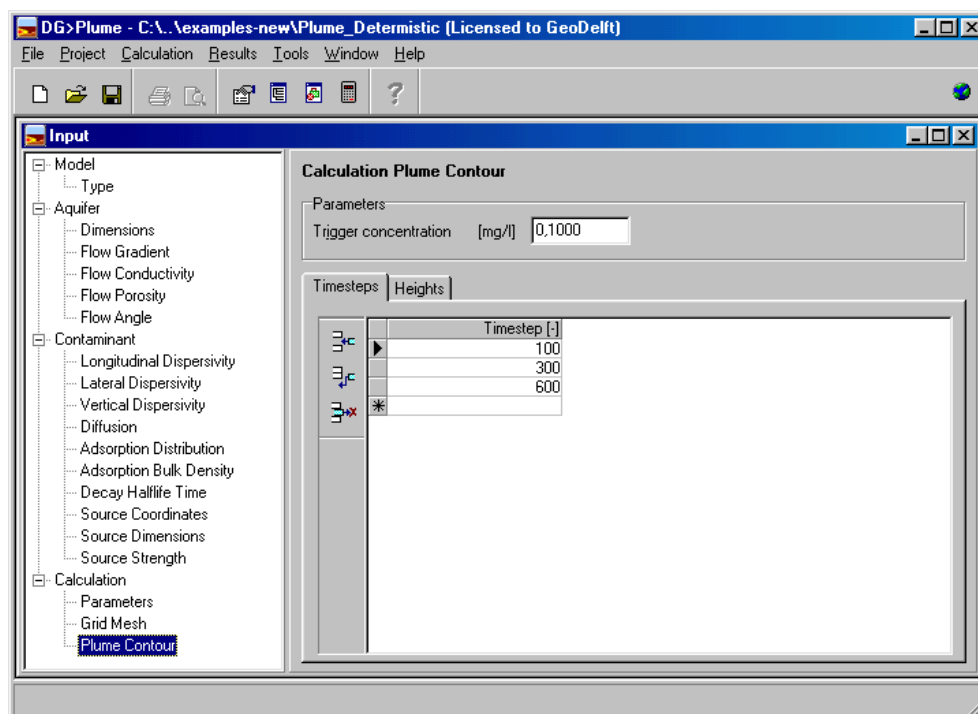 DG>Plume - C:\..\examples-new\Plume_Determistic (Licensed to GeoDelft)
File Project Calculation Results Tools Window Help
Input
Model
Type
Aquifer
Dimensions
Flow Gradient
Flow Conductivity
Flow Porosity
Flow Angle
Contaminant
Longitudinal Dispersivity
Lateral Dispersivity
Vertical Dispersivity
Diffusion
Adsorption Distribution
Adsorption Bulk Density
Decay Halflife Time
Source Coordinates
Source Dimensions
Source Strength
Calculation
Parameters
Grid Mesh
Plume Contour
Calculation Plume Contour
Parameters
Trigger concentration [mg/l] 0,1000
Timesteps Heights
Timestep [-]
100
300
600